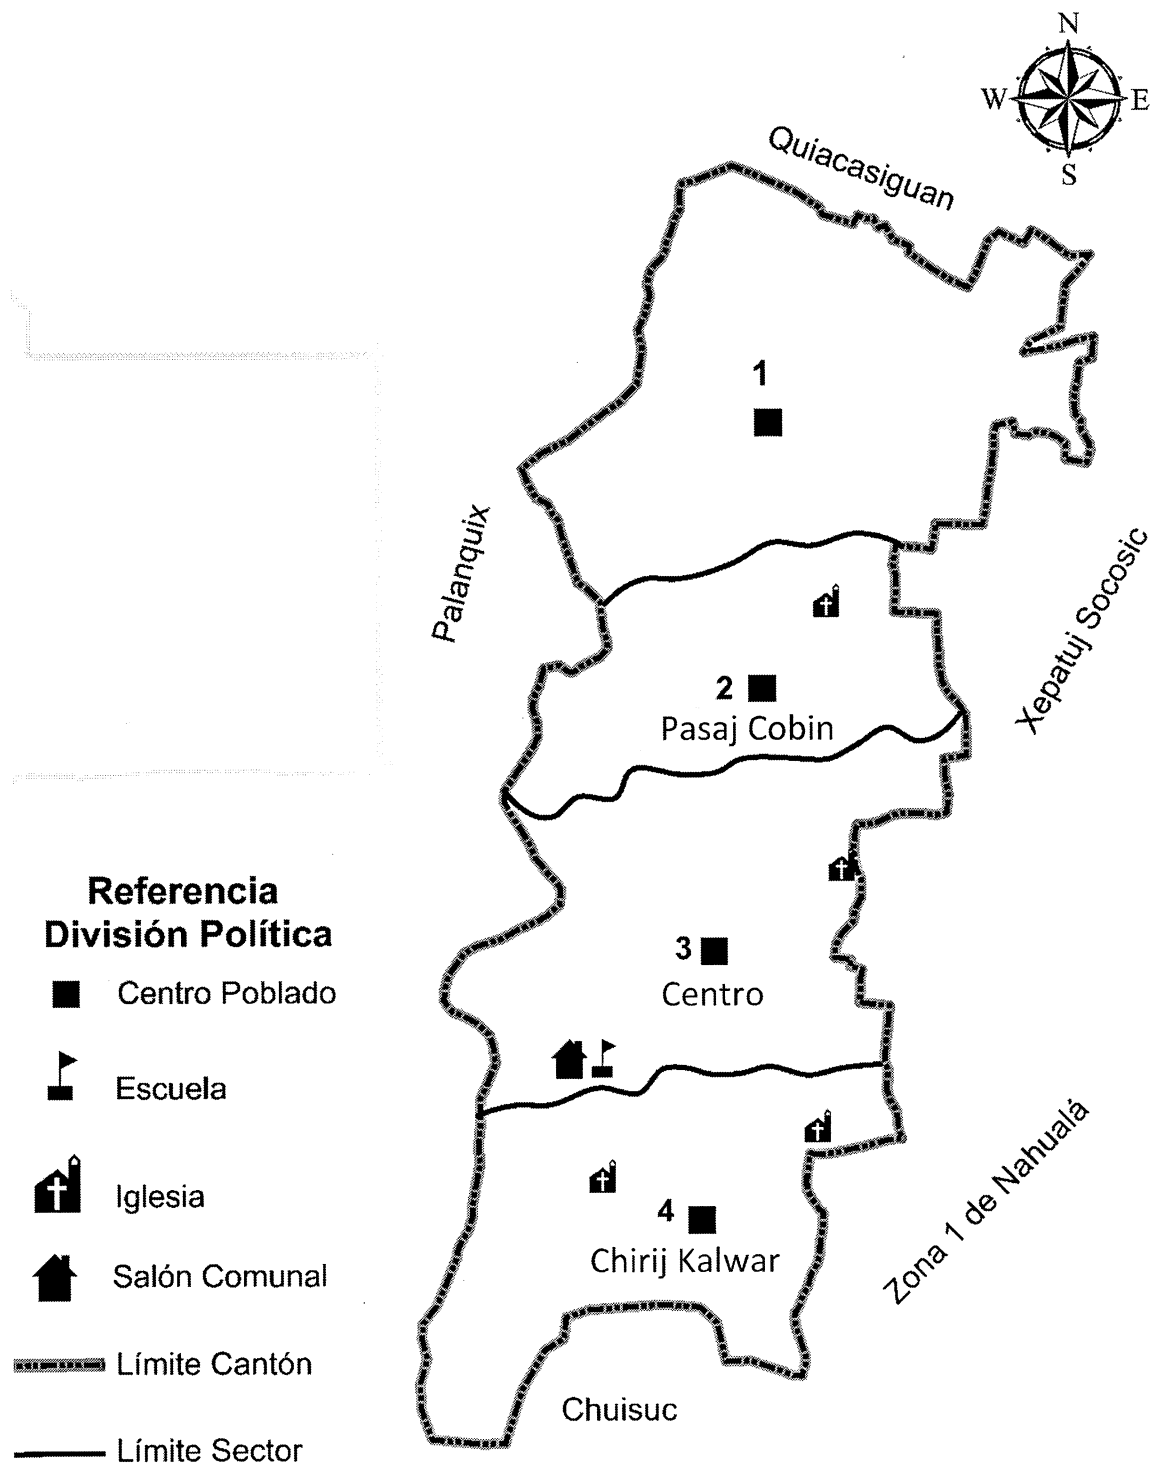 N
W
E
S
Quiacasiguan
1
Palanquix
Xepatuj Socosic
2
Pasaj Cobin
3
Centro
4
Chirij Kalwar
Zona 1 de Nahualá
Chuisuc
Referencia
División Política
Centro Poblado
Escuela
Iglesia
Salón Comunal
Límite Cantón
Límite Sector